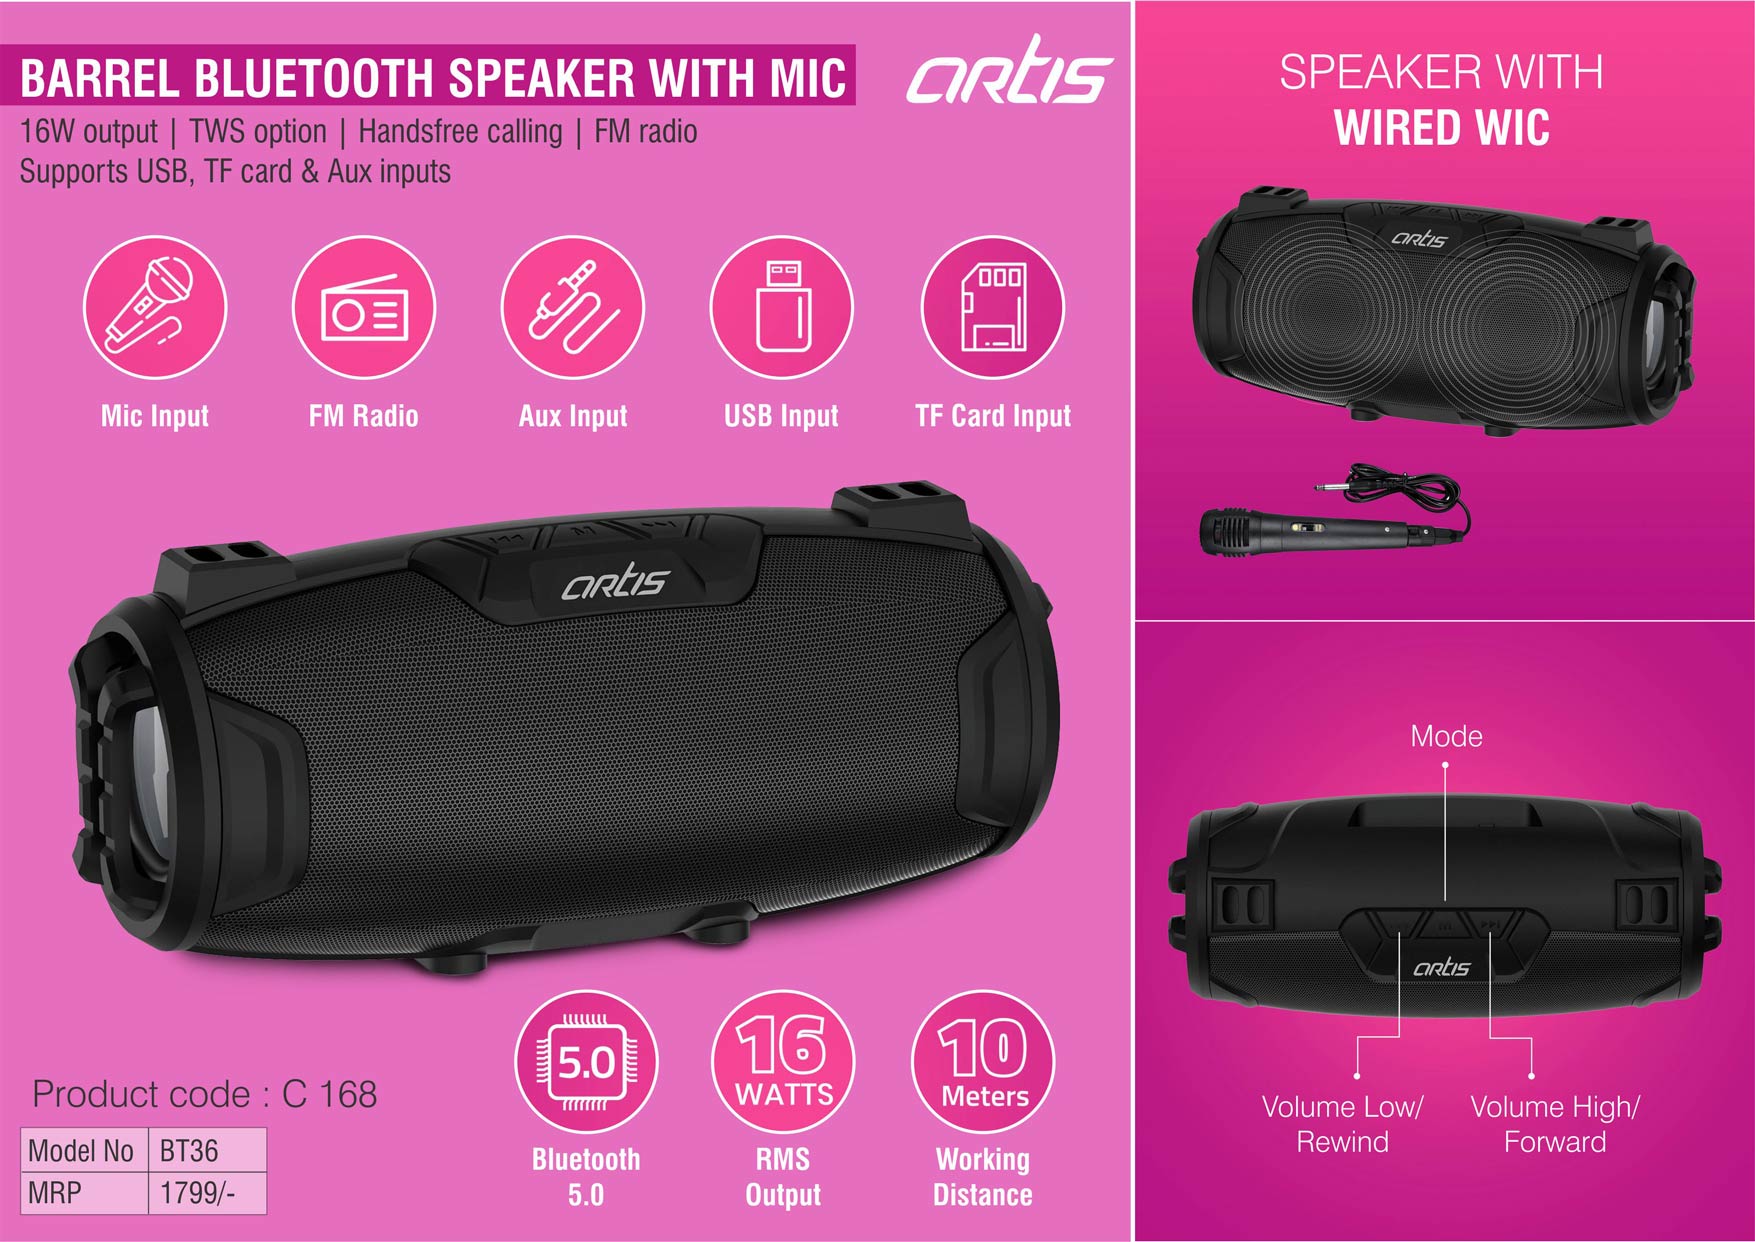 BARREL BLUETOOTH SPEAKER WITH MIC
artis
16W output | TWS option | Handsfree calling | FM radio
Supports USB, TF card & Aux inputs
Mic Input
FM Radio
Aux Input
USB Input
TF Card Input
M
artis
5.0
16
WATTS
10
Meters
Bluetooth
5.0
RMS
Output
Working
Distance
Product code : C 168
Model No BT36
MRP 1799/-
SPEAKER WITH
WIRED WIC
artis
Mode
M
artis
Volume Low/
Rewind
Volume High/
Forward